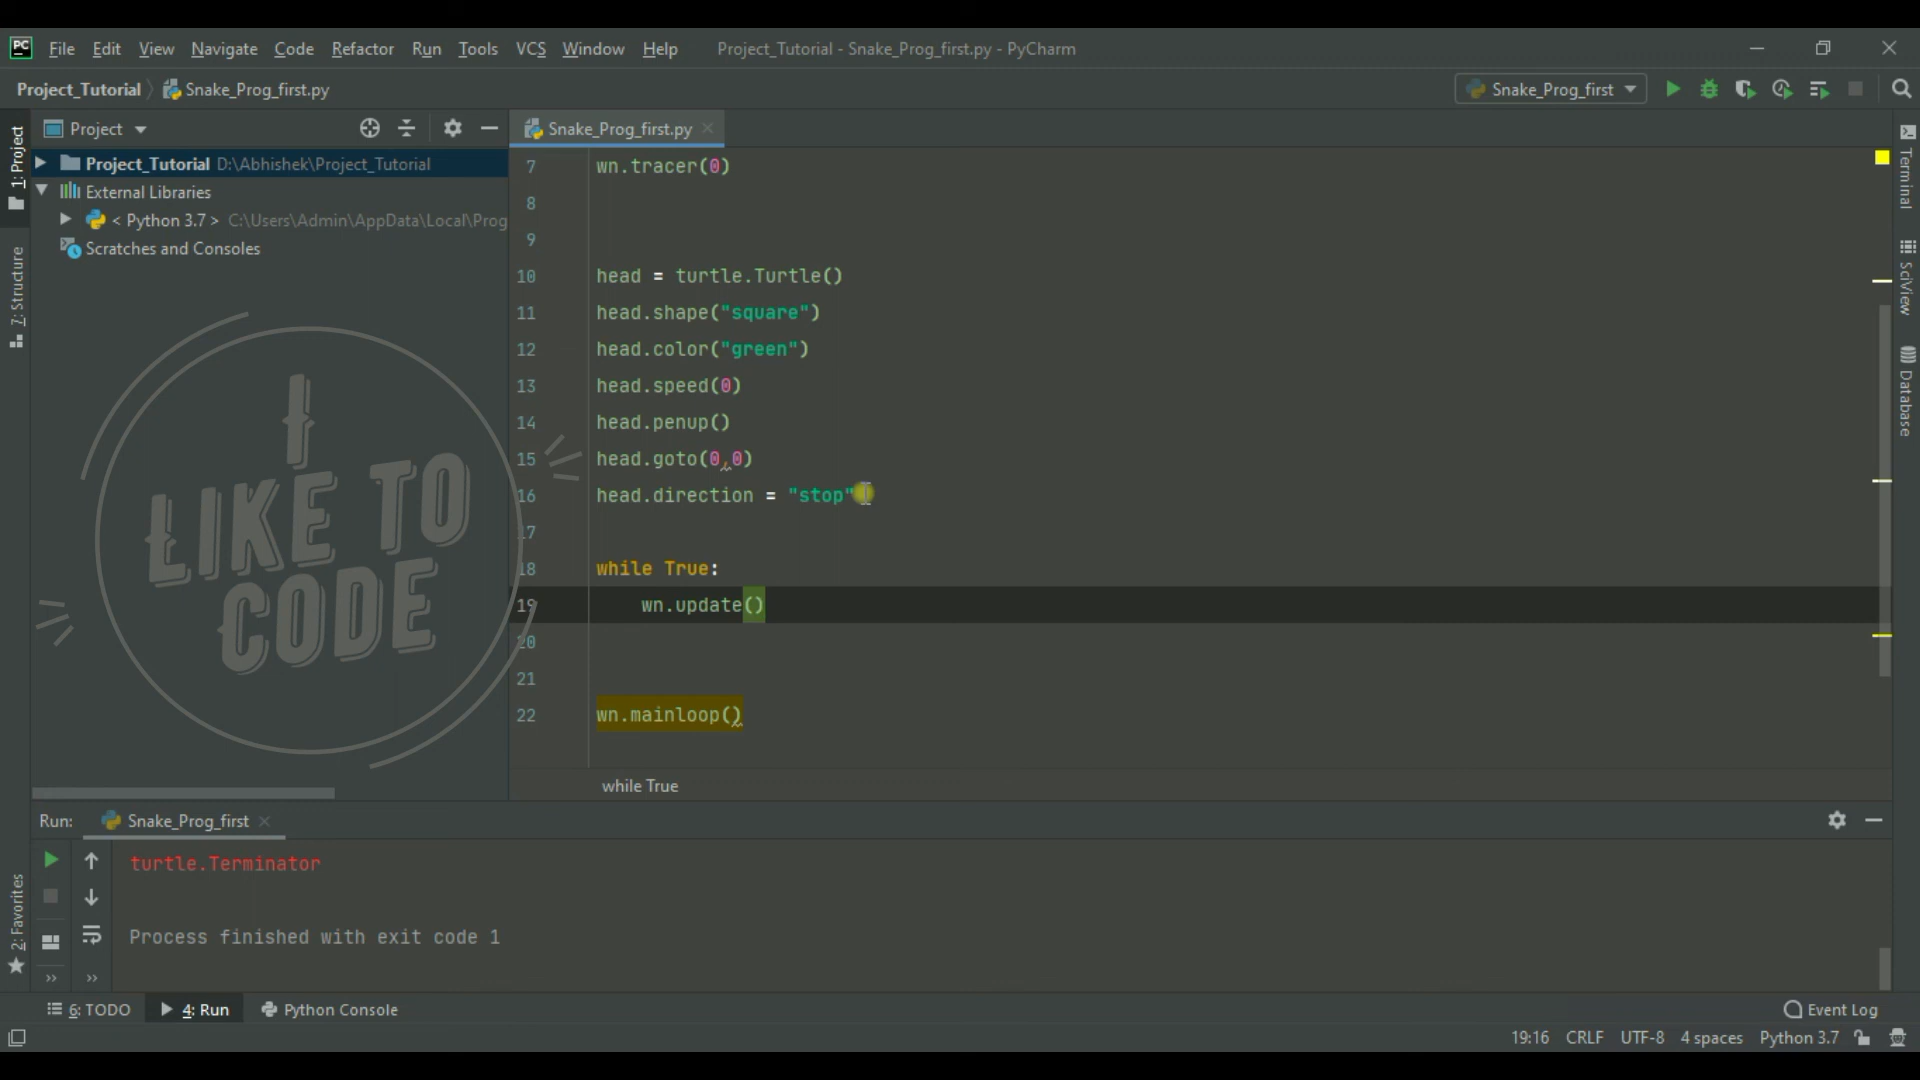 PC File Edit View Navigate Code Refactor Run Tools VCS Window Help Project_Tutorial - Snake_Prog_first.py - PyCharm
Project_Tutorial Snake_Prog_first.py Snake_Prog_first
1: Project
Project
Snake_Prog_first.py
Project_Tutorial D:\Abhishek\Project_Tutorial
External Libraries
< Python 3.7 > C:\Users\Admin\AppData\Local\Prog
Scratches and Consoles
7: Structure
I
LIKE TO
CODE
7 wn.tracer(0)
8
9
10 head = turtle.Turtle()
11 head.shape("square")
12 head.color("green")
13 head.speed(0)
14 head.penup()
15 head.goto(0,0)
16 head.direction = "stop"
17
18 while True:
19 wn.update()
20
21
22 wn.mainloop()
while True
Terminal
SciView
Database
Run: Snake_Prog_first
turtle.Terminator
Process finished with exit code 1
2: Favorites
6: TODO 4: Run Python Console Event Log
19:16 CRLF UTF-8 4 spaces Python 3.7